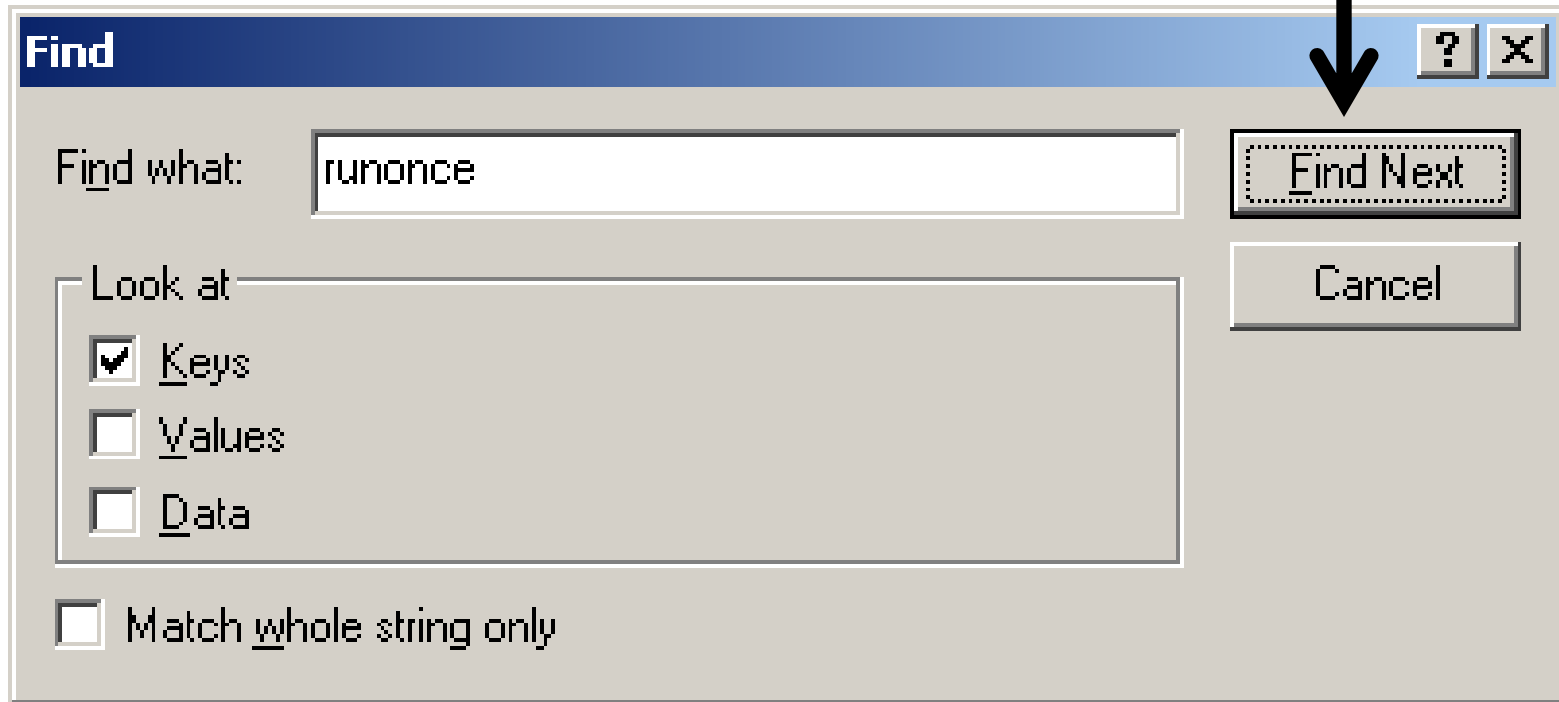 Find
Find what: runonce Find Next
Cancel
Look at
Keys
Values
Data
Match whole string only